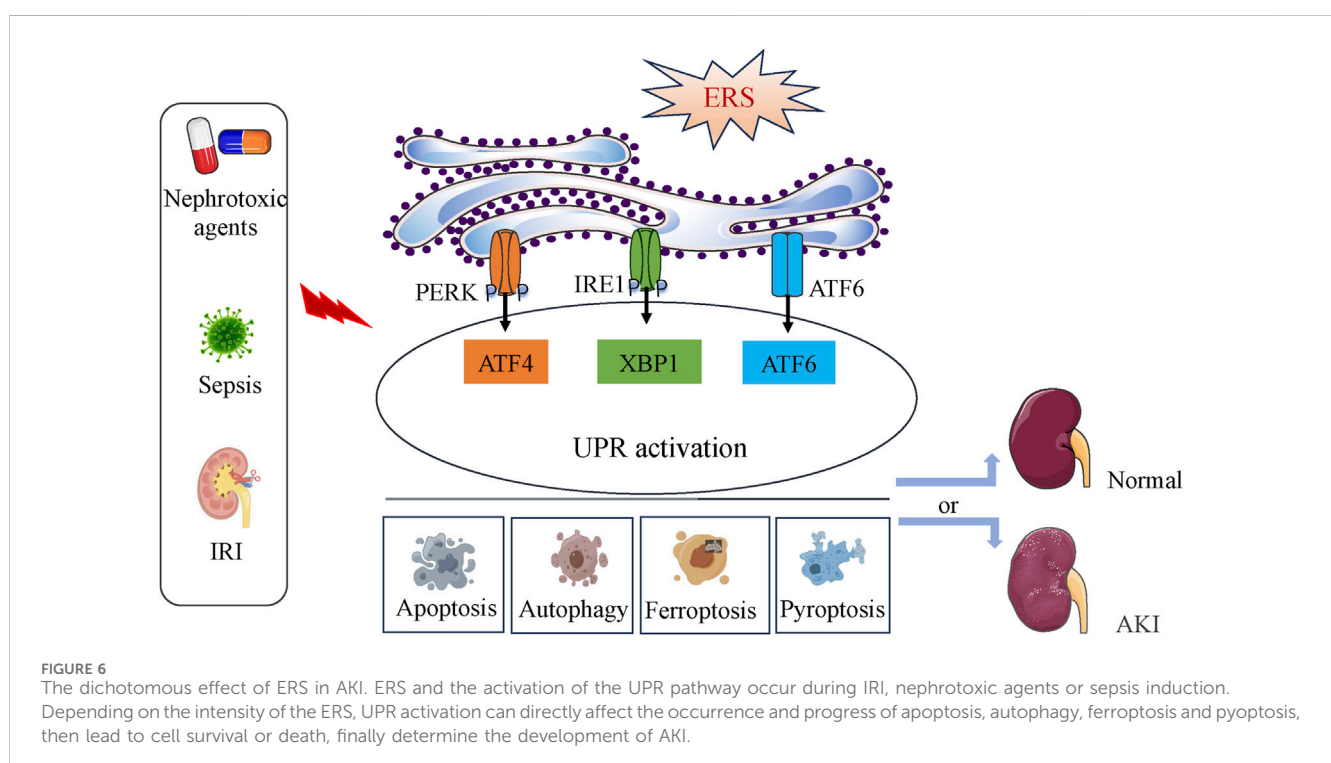 ERS
Nephrotoxic
agents
Sepsis
IRI
PERK
P
P
IRE1
P
P
ATF6
ATF4
XBP1
ATF6
UPR activation
Apoptosis
Autophagy
Ferroptosis
Pyroptosis
Normal
or
AKI
FIGURE 6
The dichotomous effect of ERS in AKI. ERS and the activation of the UPR pathway occur during IRI, nephrotoxic agents or sepsis induction.
Depending on the intensity of the ERS, UPR activation can directly affect the occurrence and progress of apoptosis, autophagy, ferroptosis and pyoptosis,
then lead to cell survival or death, finally determine the development of AKI.